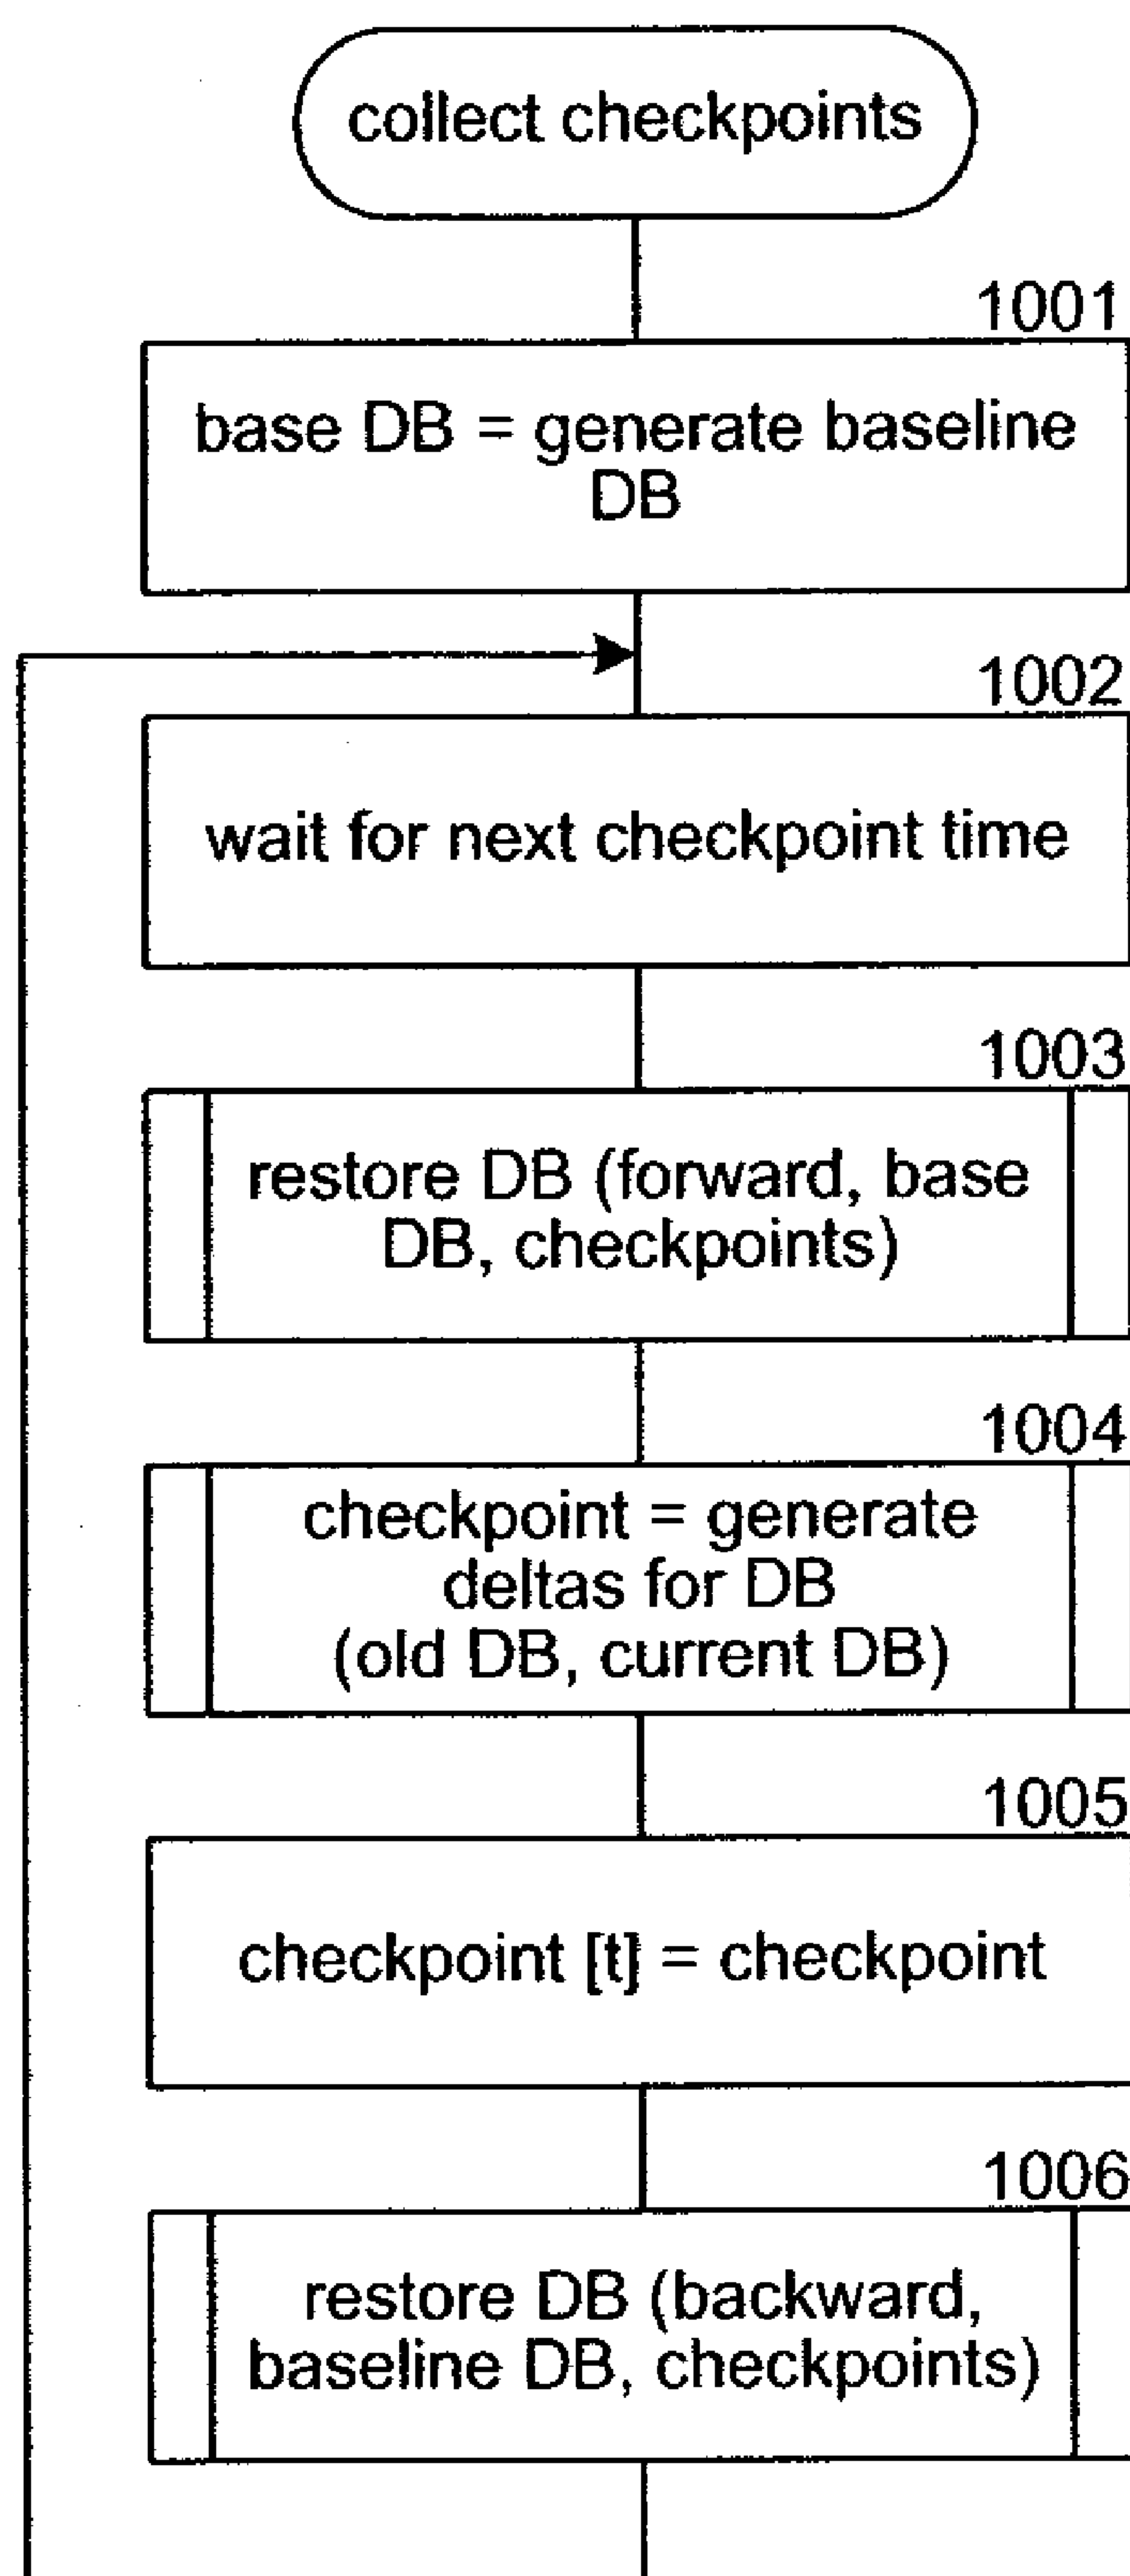 collect checkpoints
1001
base DB = generate baseline
DB
1002
wait for next checkpoint time
1003
restore DB (forward, base
DB, checkpoints)
1004
checkpoint = generate
deltas for DB
(old DB, current DB)
1005
checkpoint [t] = checkpoint
1006
restore DB (backward,
baseline DB, checkpoints)